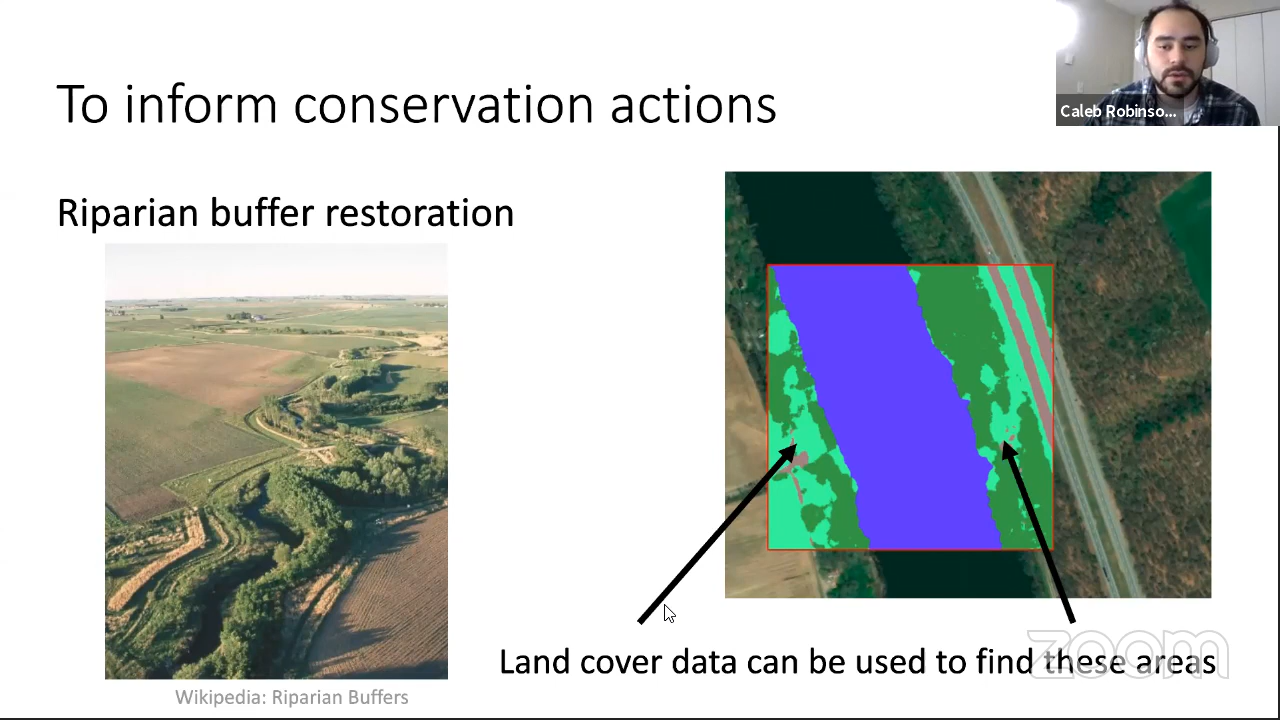 To inform conservation actions
Caleb Robinso...
Riparian buffer restoration
Land cover data can be used to find these areas
zoom
Wikipedia: Riparian Buffers